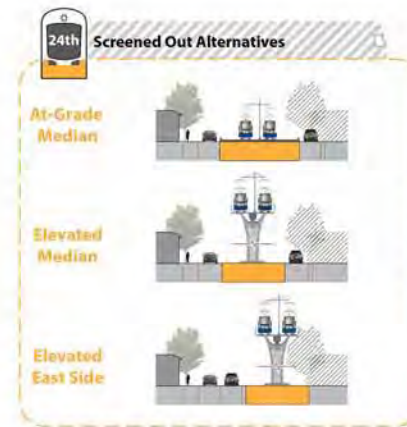 24th
Screened Out Alternatives
At-Grade
Median
Elevated
Median
Elevated
East Side